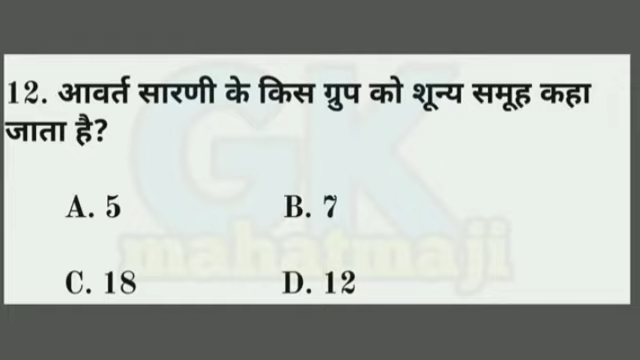 12. आवर्त सारणी के किस ग्रुप को शून्य समूह कहा
जाता है?
A. 5 B. 7
C. 18 D. 12
GK
mahatmaji